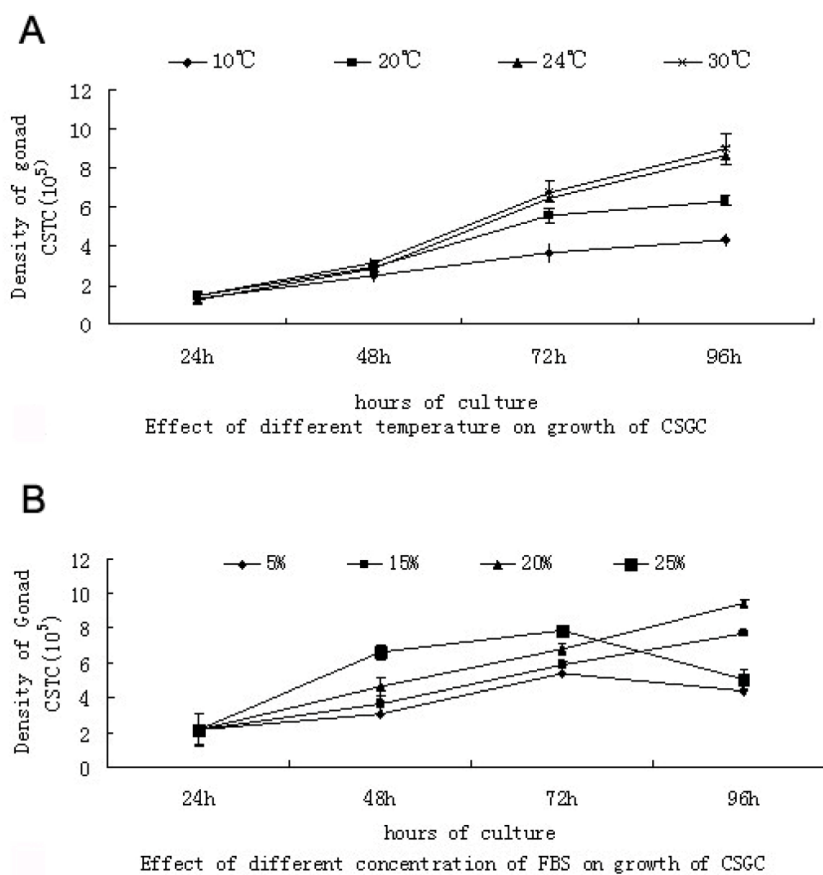 A
10℃ 20℃ 24℃ 30℃
12
10
8
6
4
2
0
Density of gonad
CSTC(10⁵)
24h 48h 72h 96h
hours of culture
Effect of different temperature on growth of CSGC
B
5% 15% 20% 25%
12
10
8
6
4
2
0
Density of Gonad
CSTC(10⁵)
24h 48h 72h 96h
hours of culture
Effect of different concentration of FBS on growth of CSGC